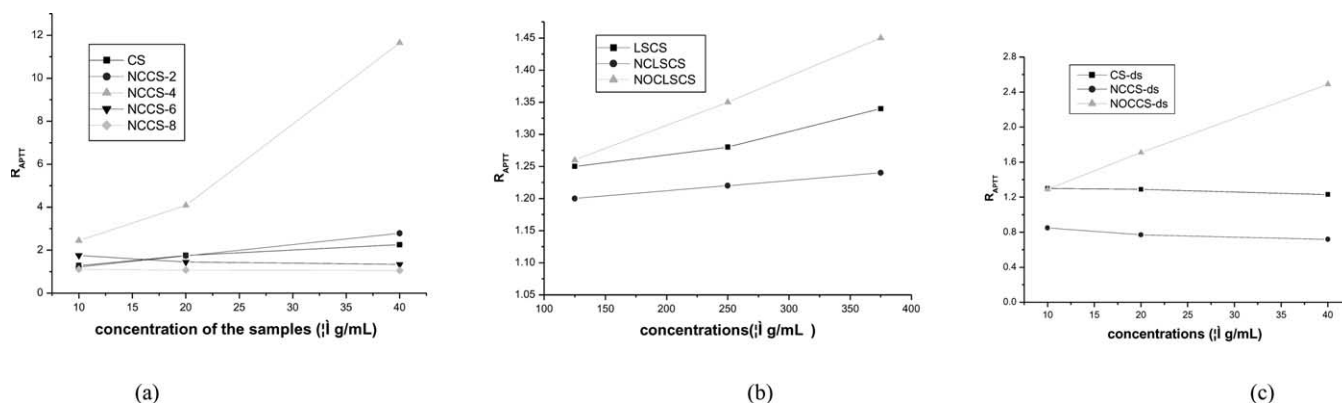 12
10
8
6
4
2
0
R_APTT
CS
NCCS-2
NCCS-4
NCCS-6
NCCS-8
10 15 20 25 30 35 40
concentration of the samples (¦Ì g/mL)
(a)
1.45
1.40
1.35
1.30
1.25
1.20
1.15
1.10
1.05
R_APTT
LSCS
NCLSCS
NOCLSCS
100 150 200 250 300 350 400
concentrations(¦Ì g/mL )
(b)
2.8
2.4
2.0
1.6
1.2
0.8
0.4
0.0
R_APTT
CS-ds
NCCS-ds
NOCCS-ds
10 15 20 25 30 35 40
concentrations (¦Ì g/mL)
(c)